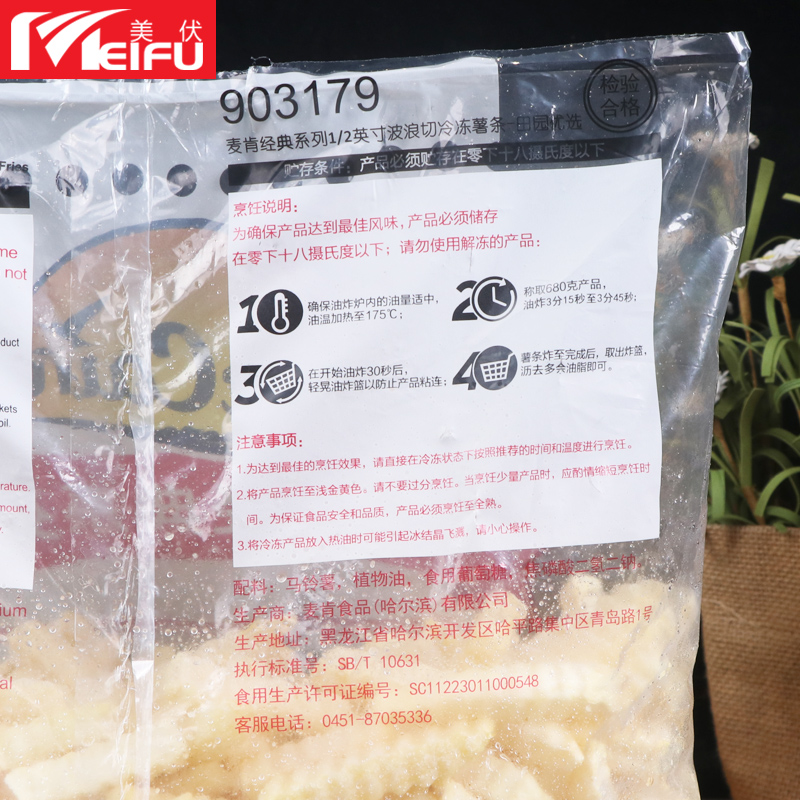 美伏
MEIFU
903179
检验
合格
麦肯经典系列1/2英寸波浪切冷冻薯条-田园优选
贮存条件:产品必须贮存在零下十八摄氏度以下
烹饪说明:
为确保产品达到最佳风味,产品必须储存
在零下十八摄氏度以下;请勿使用解冻的产品:
1 确保油炸炉内的油量适中,
油温加热至175℃;
2 称取680克产品,
油炸3分15秒至3分45秒;
3 在开始油炸30秒后,
轻晃油炸篮以防止产品粘连;
4 薯条炸至完成后,取出炸篮,
沥去多余油脂即可。
注意事项:
1.为达到最佳的烹饪效果,请直接在冷冻状态下按照推荐的时间和温度进行烹饪。
2.将产品烹饪至浅金黄色。请不要过分烹饪。当烹饪少量产品时,应酌情缩短烹饪时
间。为保证食品安全和品质,产品必须烹饪至全熟。
3.将冷冻产品放入热油时可能引起冰结晶飞溅,请小心操作。
配料:马铃薯,植物油,食用葡萄糖,焦磷酸二氢二钠。
生产商:麦肯食品(哈尔滨)有限公司
生产地址:黑龙江省哈尔滨开发区哈平路集中区青岛路1号
执行标准号:SB/T 10631
食用生产许可证编号:SC11223011000548
客服电话:0451-87035336
Fries
me
not
duct
kets
oil.
rature.
mount,
y.
ium
al